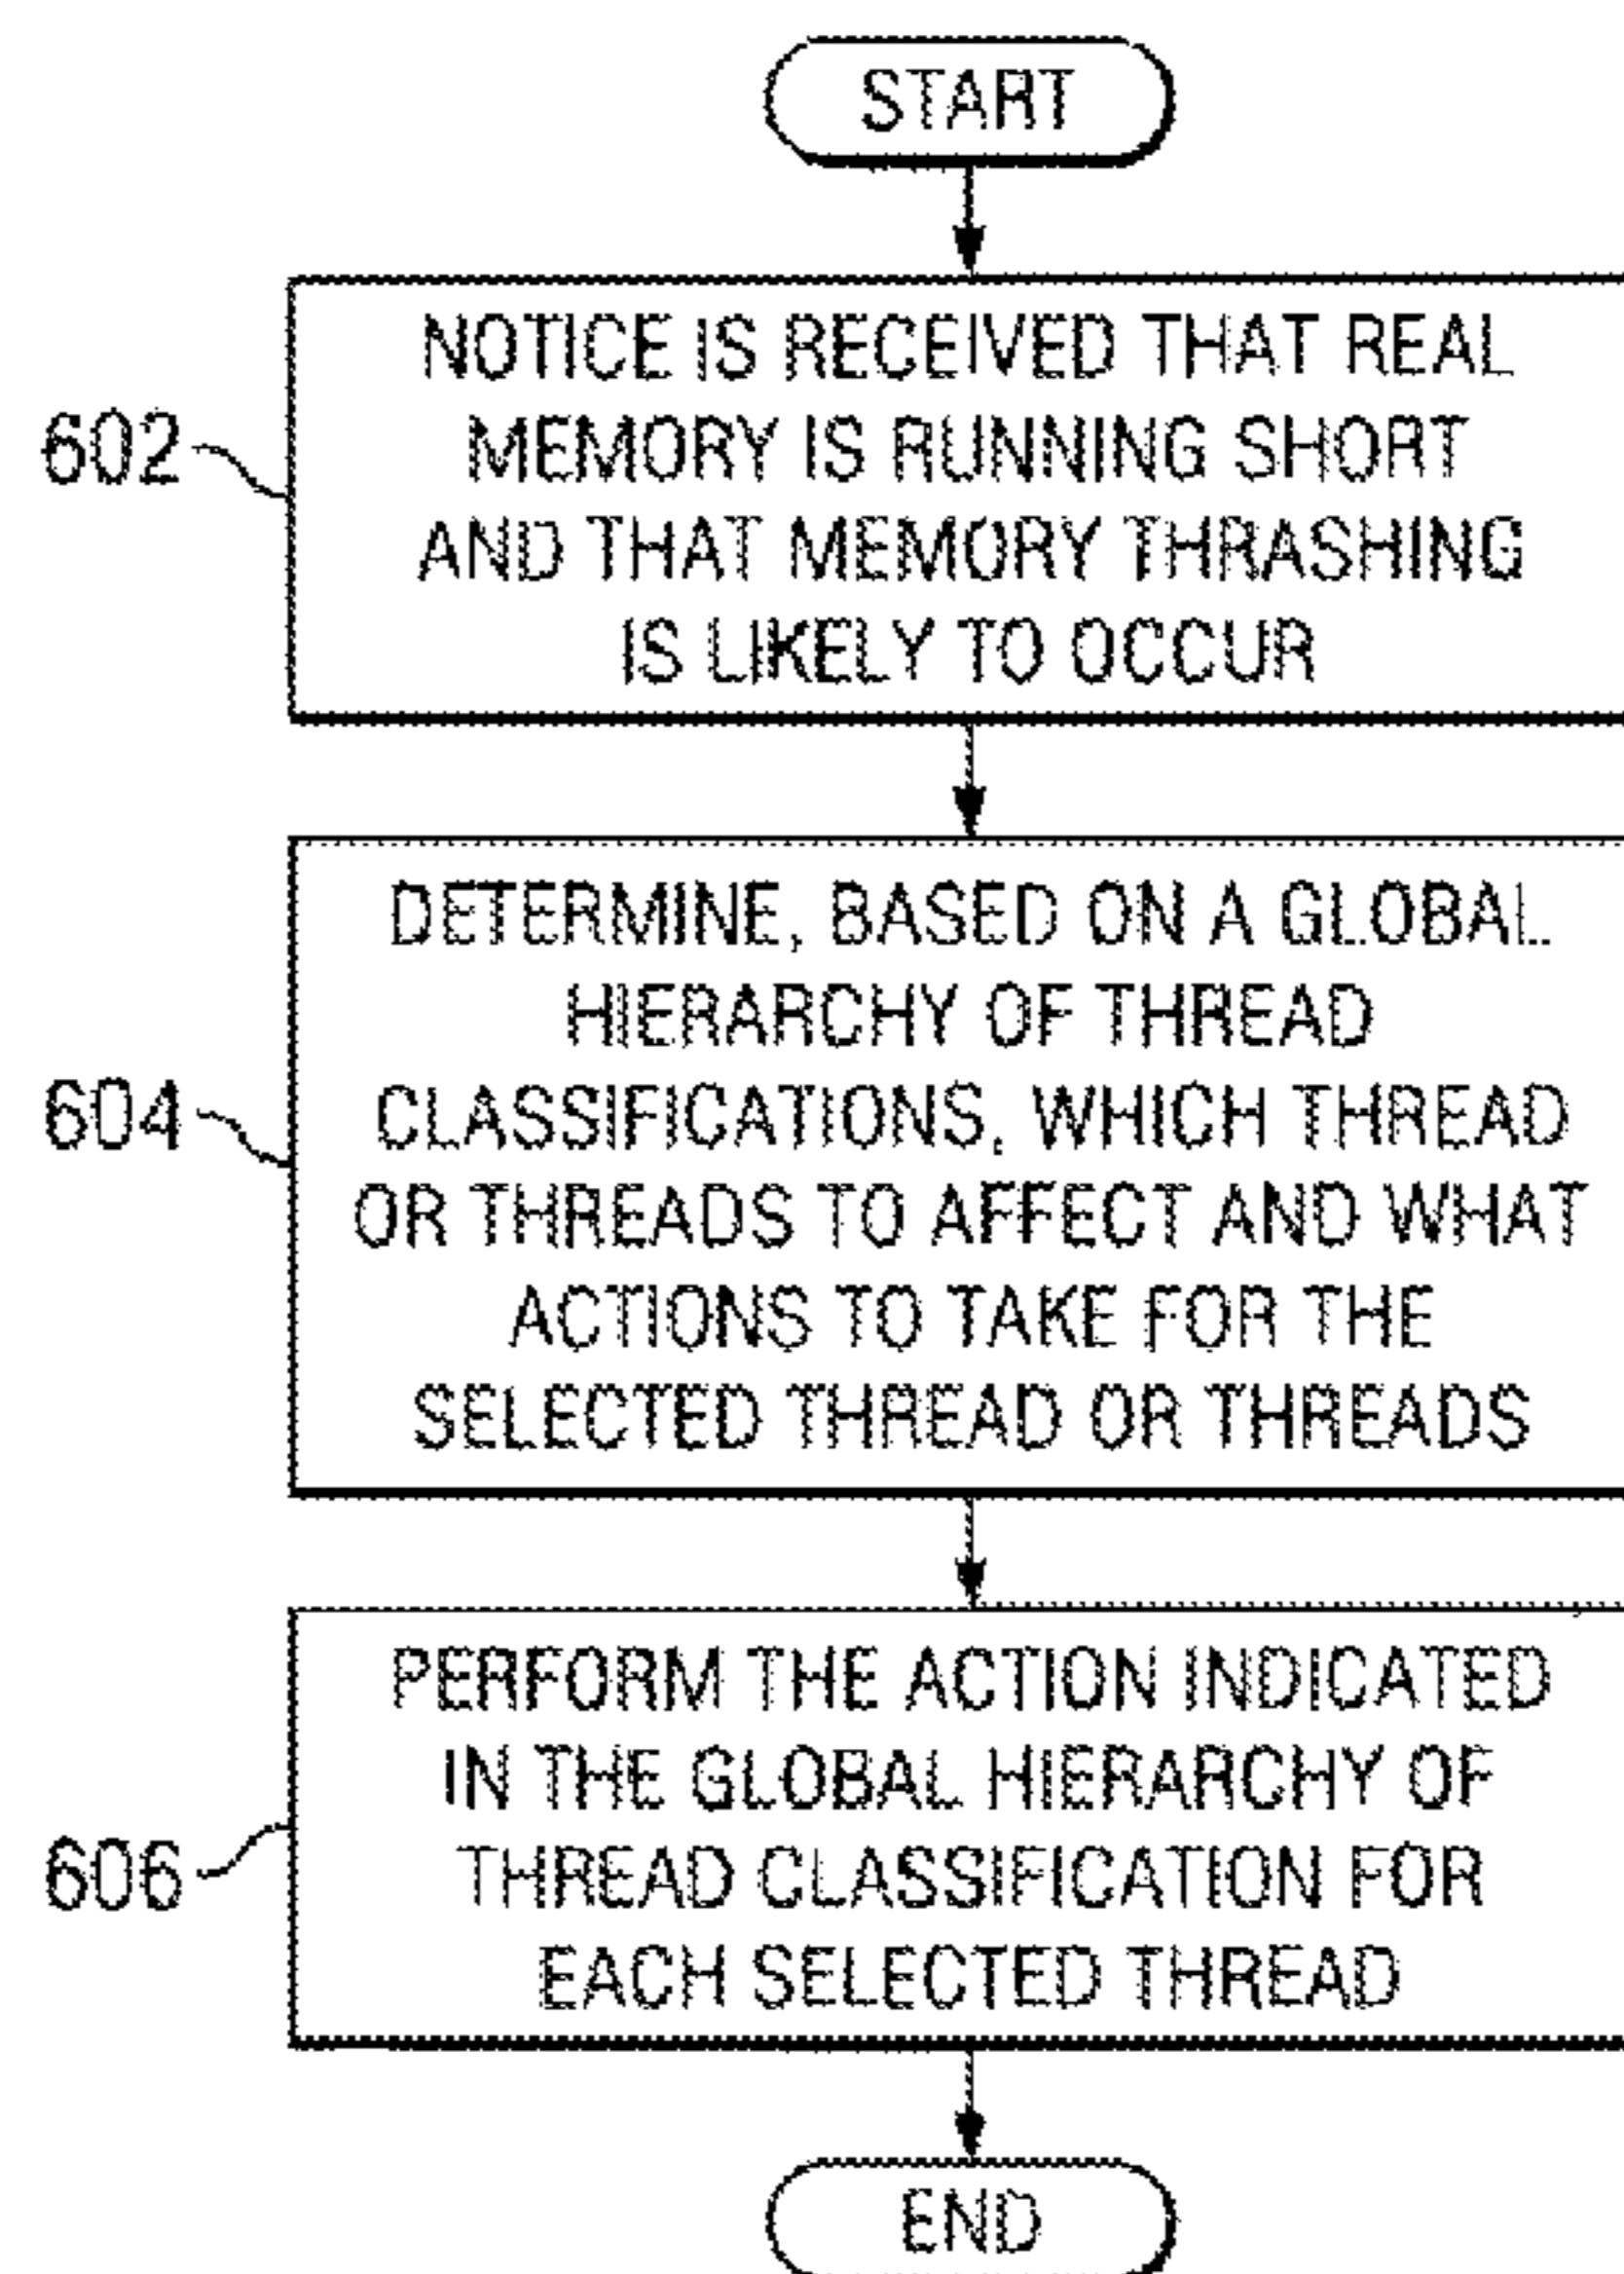 START
NOTICE IS RECEIVED THAT REAL
MEMORY IS RUNNING SHORT
602
AND THAT MEMORY THRASHING
IS LIKELY TO OCCUR
DETERMINE, BASED ON A GLOBAL
HIERARCHY OF THREAD
604
CLASSIFICATIONS, WHICH THREAD
OR THREADS TO AFFECT AND WHAT
ACTIONS TO TAKE FOR THE
SELECTED THREAD OR THREADS
PERFORM THE ACTION INDICATED
IN THE GLOBAL HIERARCHY OF
606
THREAD CLASSIFICATION FOR
EACH SELECTED THREAD
END